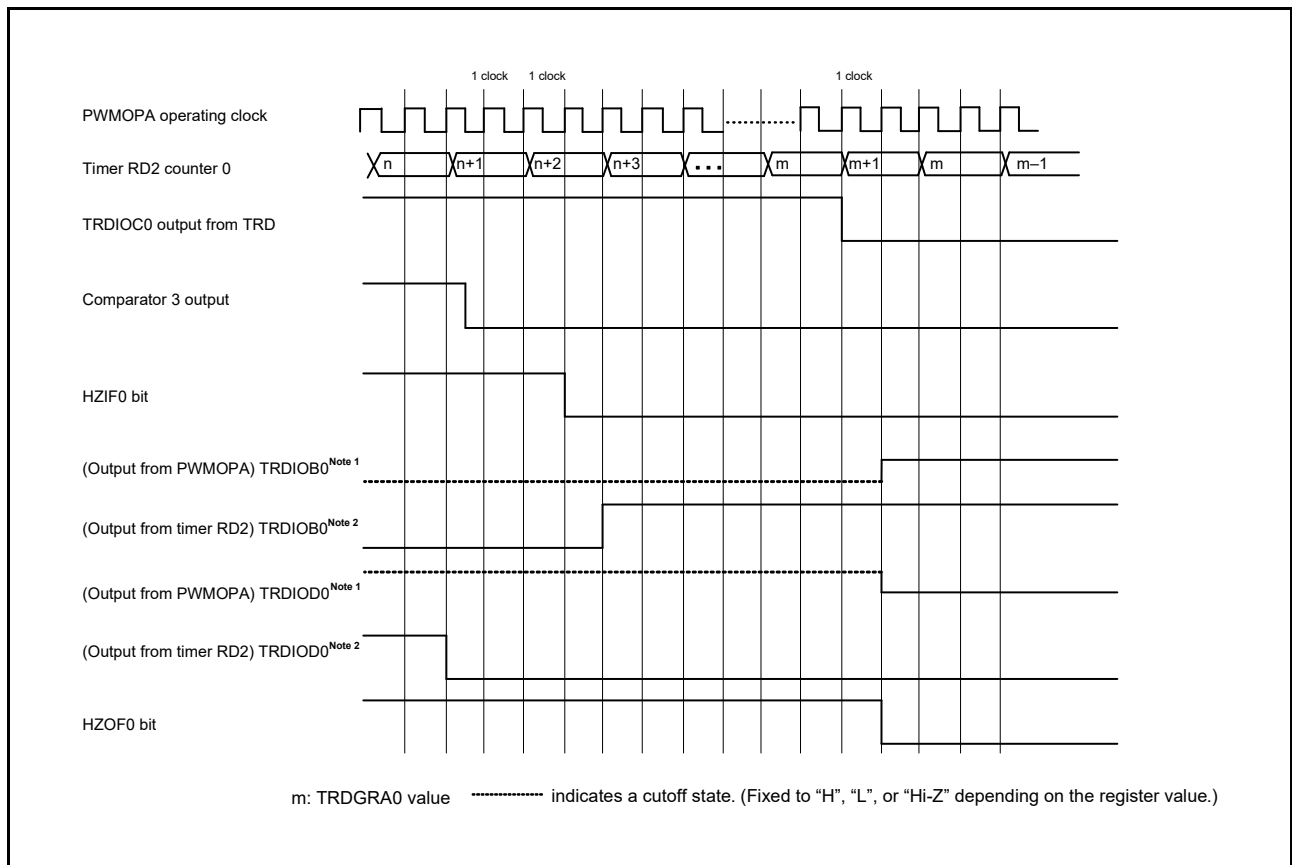 1 clock 1 clock 1 clock
PWMOPA operating clock
Timer RD2 counter 0 n n+1 n+2 n+3 ... m m+1 m m–1
TRDIOC0 output from TRD
Comparator 3 output
HZIF0 bit
(Output from PWMOPA) TRDIOB0Note 1
(Output from timer RD2) TRDIOB0Note 2
(Output from PWMOPA) TRDIOD0Note 1
(Output from timer RD2) TRDIOD0Note 2
HZOF0 bit
m: TRDGRA0 value indicates a cutoff state. (Fixed to “H”, “L”, or “Hi-Z” depending on the register value.)